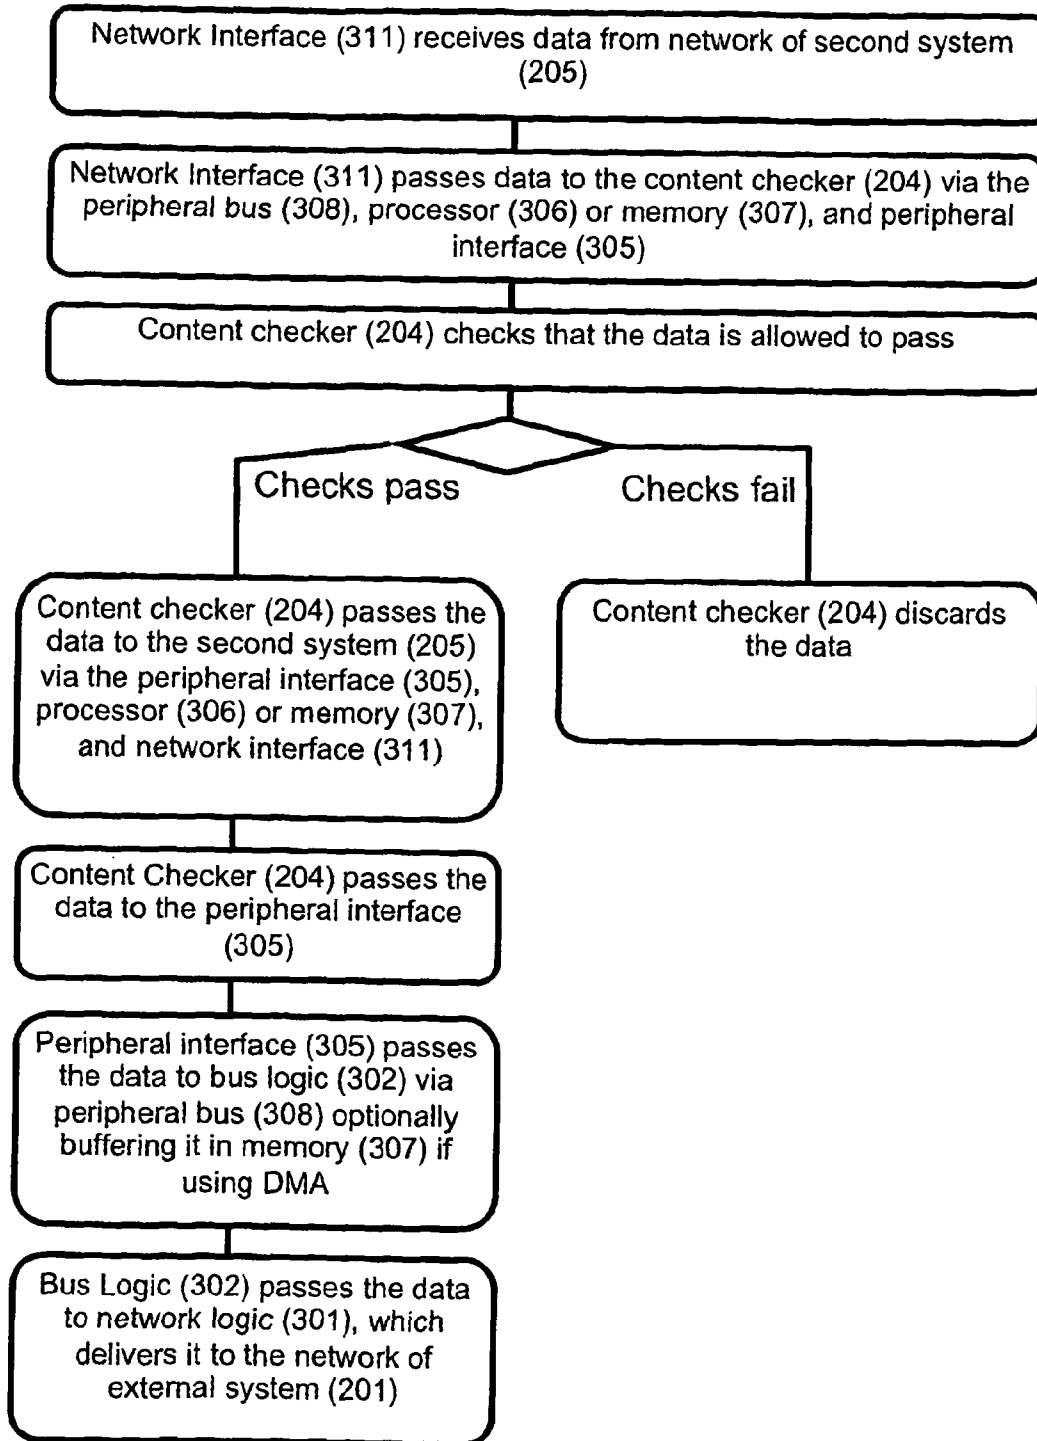 Network Interface (311) receives data from network of second system
(205)
Network Interface (311) passes data to the content checker (204) via the
peripheral bus (308), processor (306) or memory (307), and peripheral
interface (305)
Content checker (204) checks that the data is allowed to pass
Checks pass
Checks fail
Content checker (204) passes the
data to the second system (205)
via the peripheral interface (305),
processor (306) or memory (307),
and network interface (311)
Content checker (204) discards
the data
Content Checker (204) passes the
data to the peripheral interface
(305)
Peripheral interface (305) passes
the data to bus logic (302) via
peripheral bus (308) optionally
buffering it in memory (307) if
using DMA
Bus Logic (302) passes the data
to network logic (301), which
delivers it to the network of
external system (201)